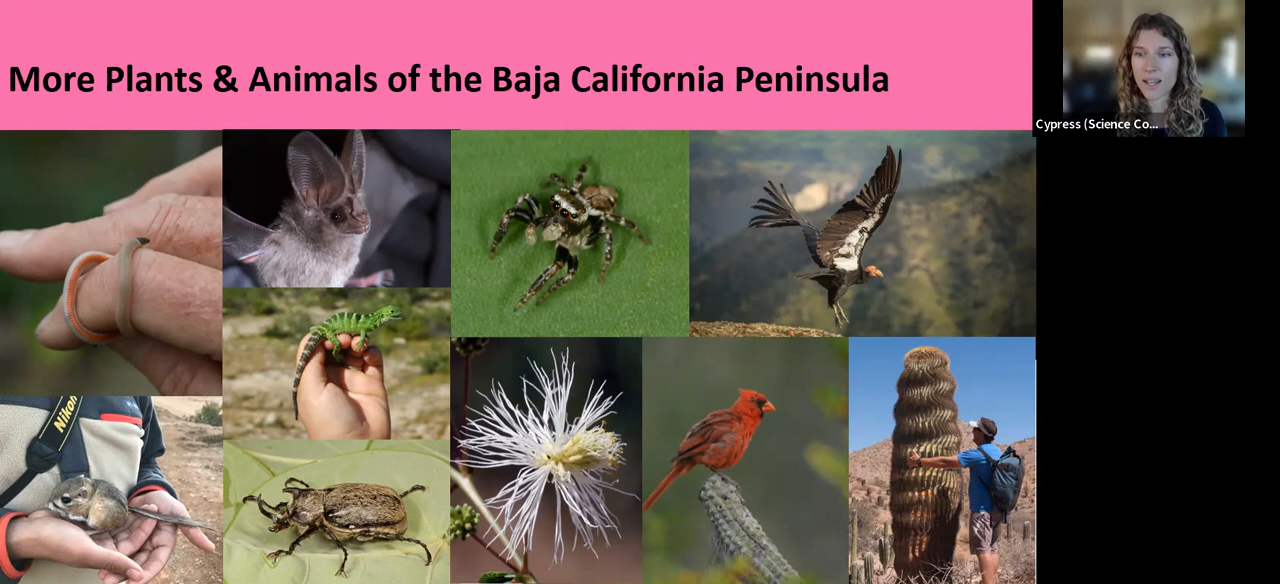 More Plants & Animals of the Baja California Peninsula
Cypress (Science Co...
Nikon